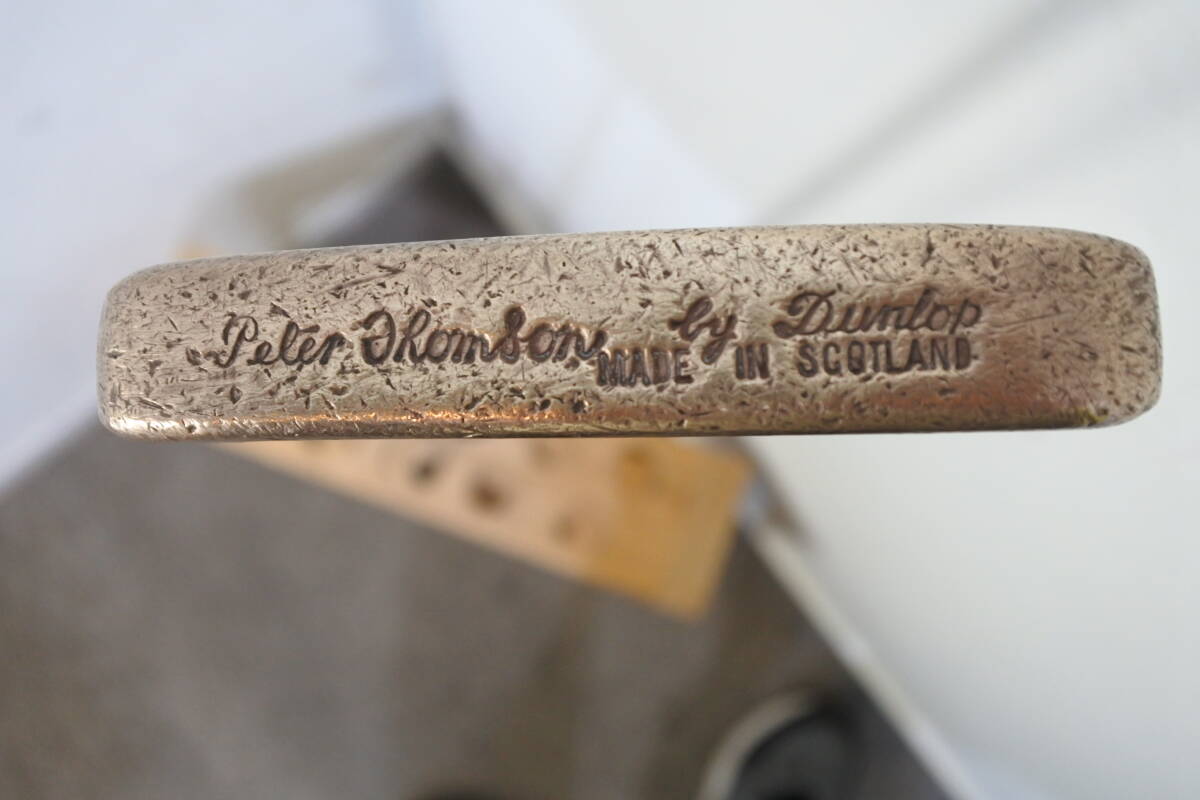 Peter Thomson by Dunlop
MADE IN SCOTLAND